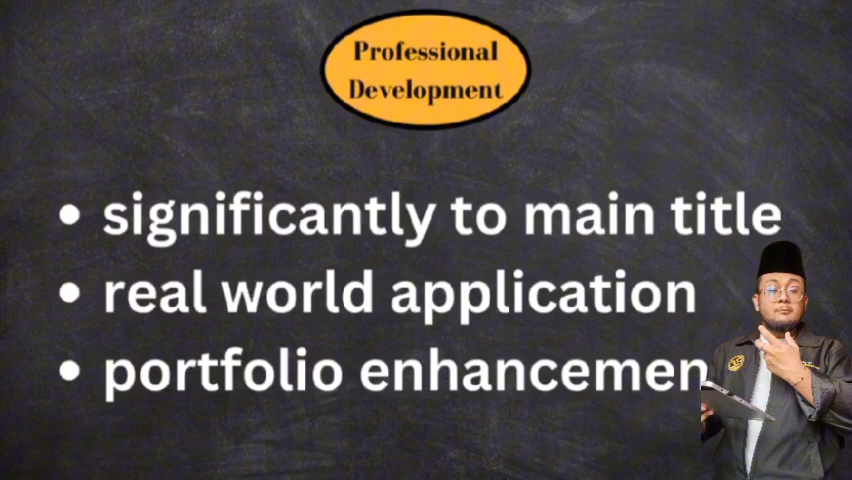 Professional
Development
• significantly to main title
• real world application
• portfolio enhancemen